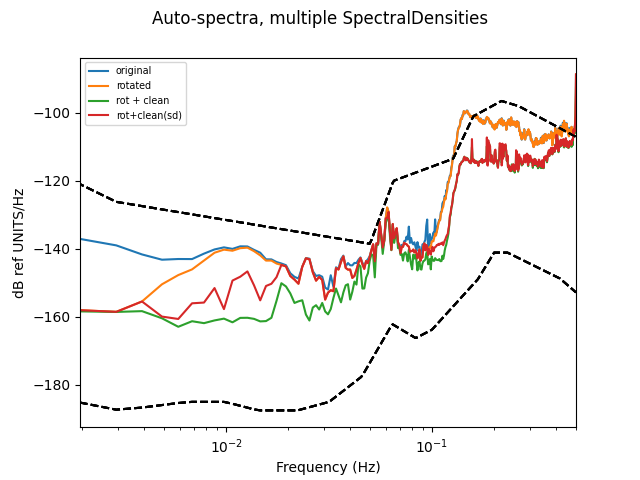 Auto-spectra, multiple SpectralDensities
original
rotated
rot + clean
rot+clean(sd)
−100
−120
−140
−160
−180
dB ref UNITS/Hz
10⁻²
10⁻¹
Frequency (Hz)